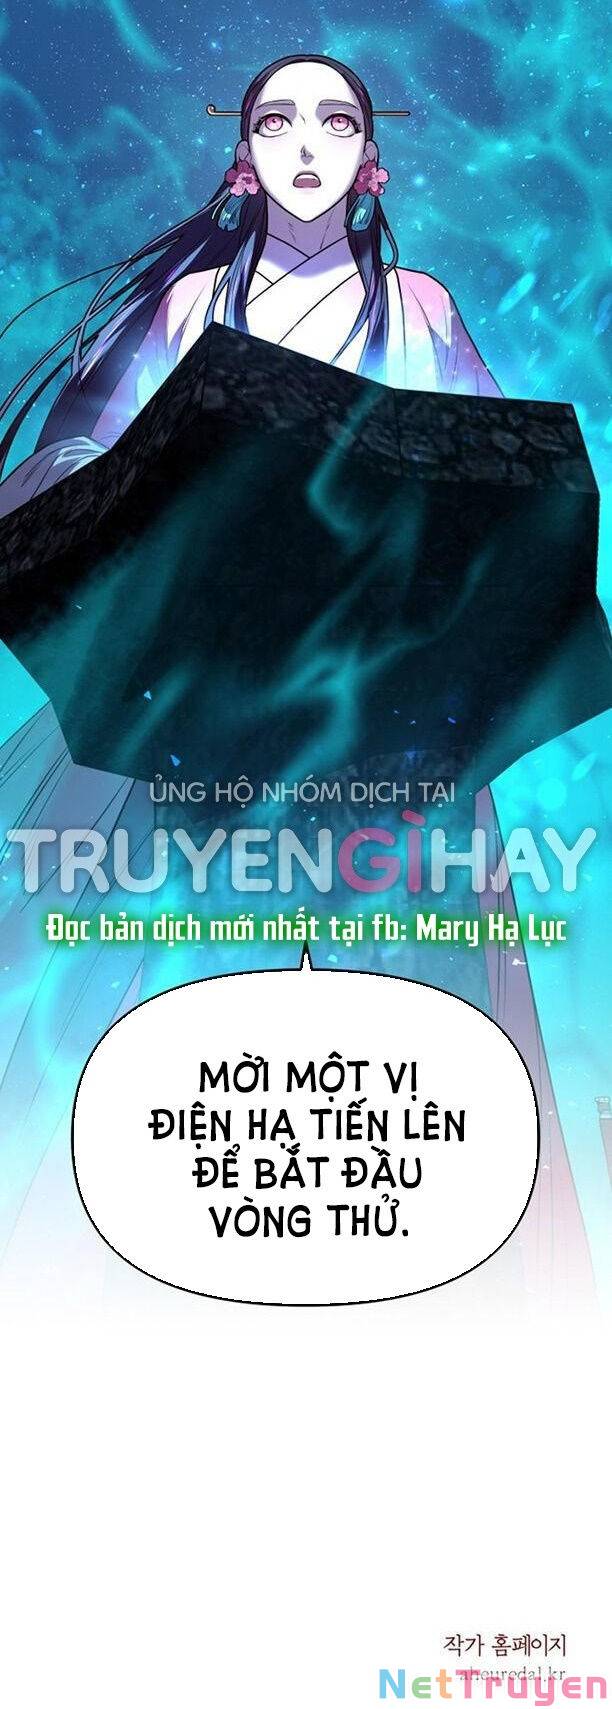 ỦNG HỘ NHÓM DỊCH TẠI
TRUYENGÌHAY
Đọc bản dịch mới nhất tại fb: Mary Hạ Lục
MỜI MỘT VỊ
ĐIỆN HẠ TIẾN LÊN
ĐỂ BẮT ĐẦU
VÒNG THỬ.
작가 홈페이지
NetTruyen